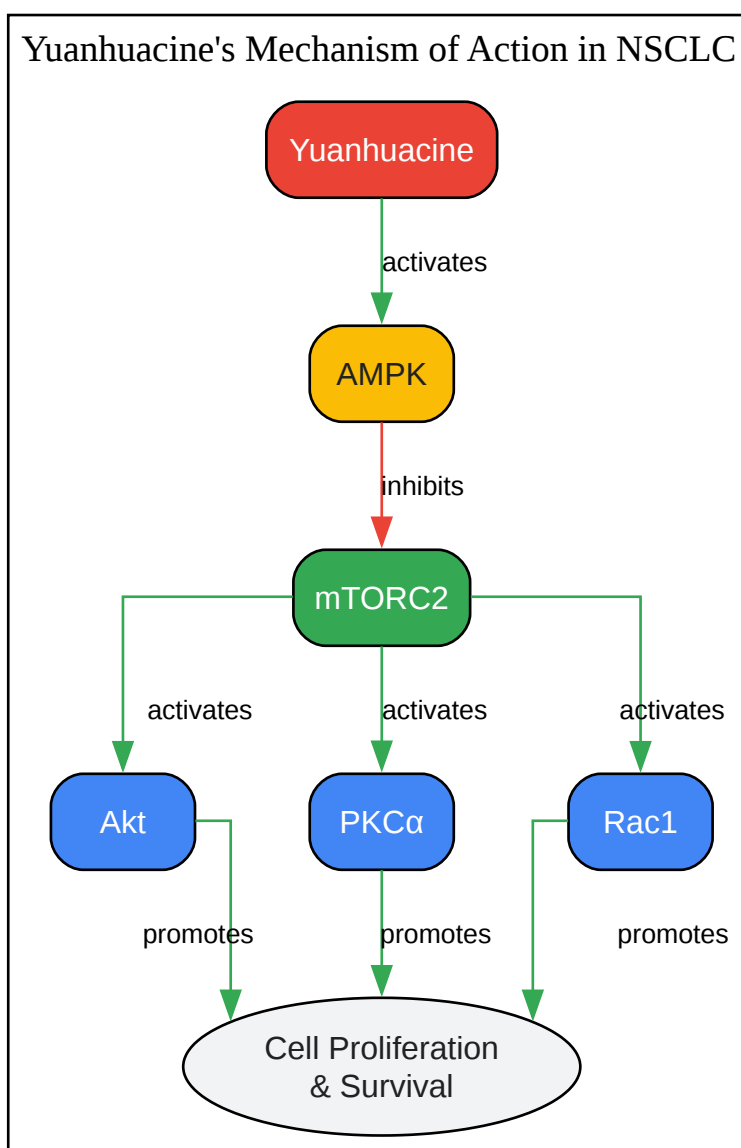 Yuanhuacine's Mechanism of Action in NSCLC
Yuanhuacine
activates
AMPK
inhibits
mTORC2
activates
activates
activates
Akt
PKCα
Rac1
promotes
promotes
promotes
Cell Proliferation
& Survival